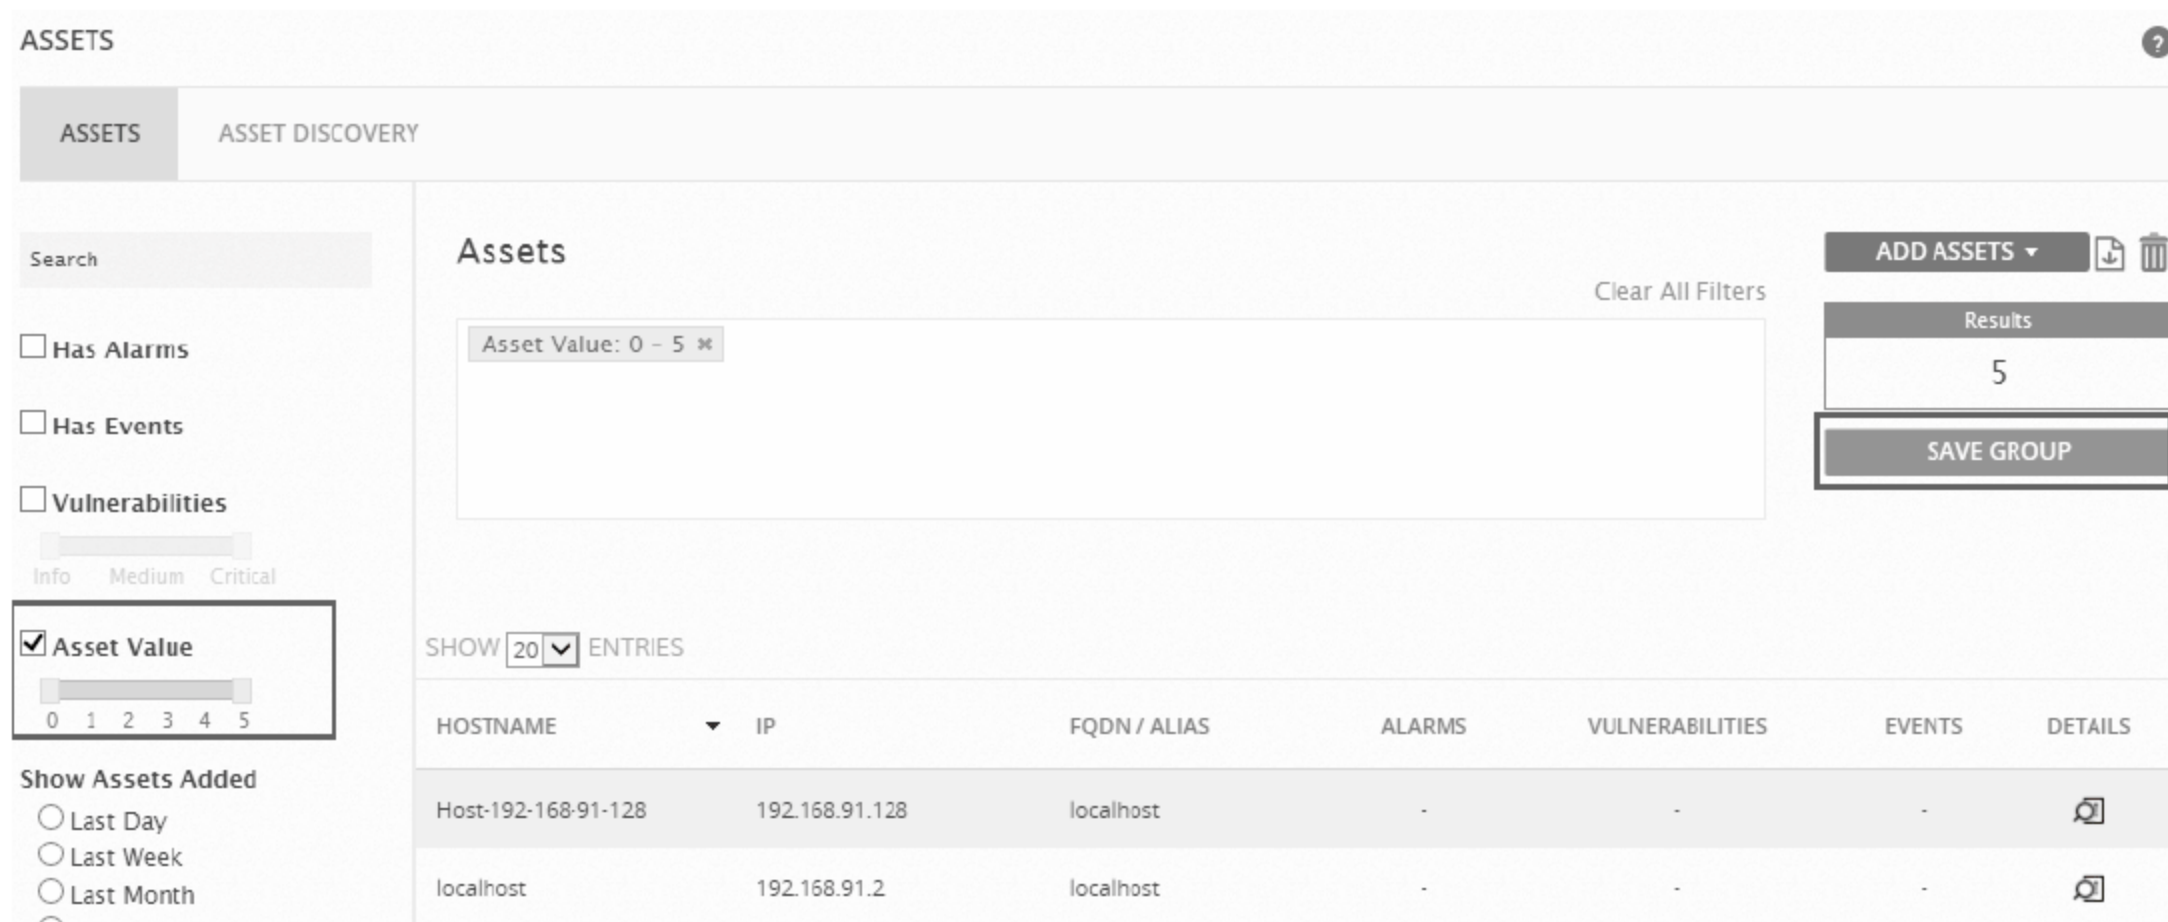 ASSETS
?
ASSETS
ASSET DISCOVERY
Search
Has Alarms
Has Events
Vulnerabilities
Info Medium Critical
Asset Value
0 1 2 3 4 5
Show Assets Added
Last Day
Last Week
Last Month
Assets
Clear All Filters
Asset Value: 0 - 5 ✖
ADD ASSETS
Results
5
SAVE GROUP
SHOW 20 ENTRIES
HOSTNAME IP FQDN / ALIAS ALARMS VULNERABILITIES EVENTS DETAILS
Host-192-168-91-128 192.168.91.128 localhost - - -
localhost 192.168.91.2 localhost - - -